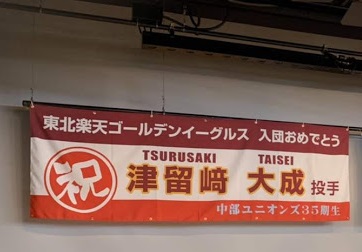 東北楽天ゴールデンイーグルス 入団おめでとう
祝
TSURUSAKI TAISEI
津留﨑 大成 投手
中部ユニオンズ35期生